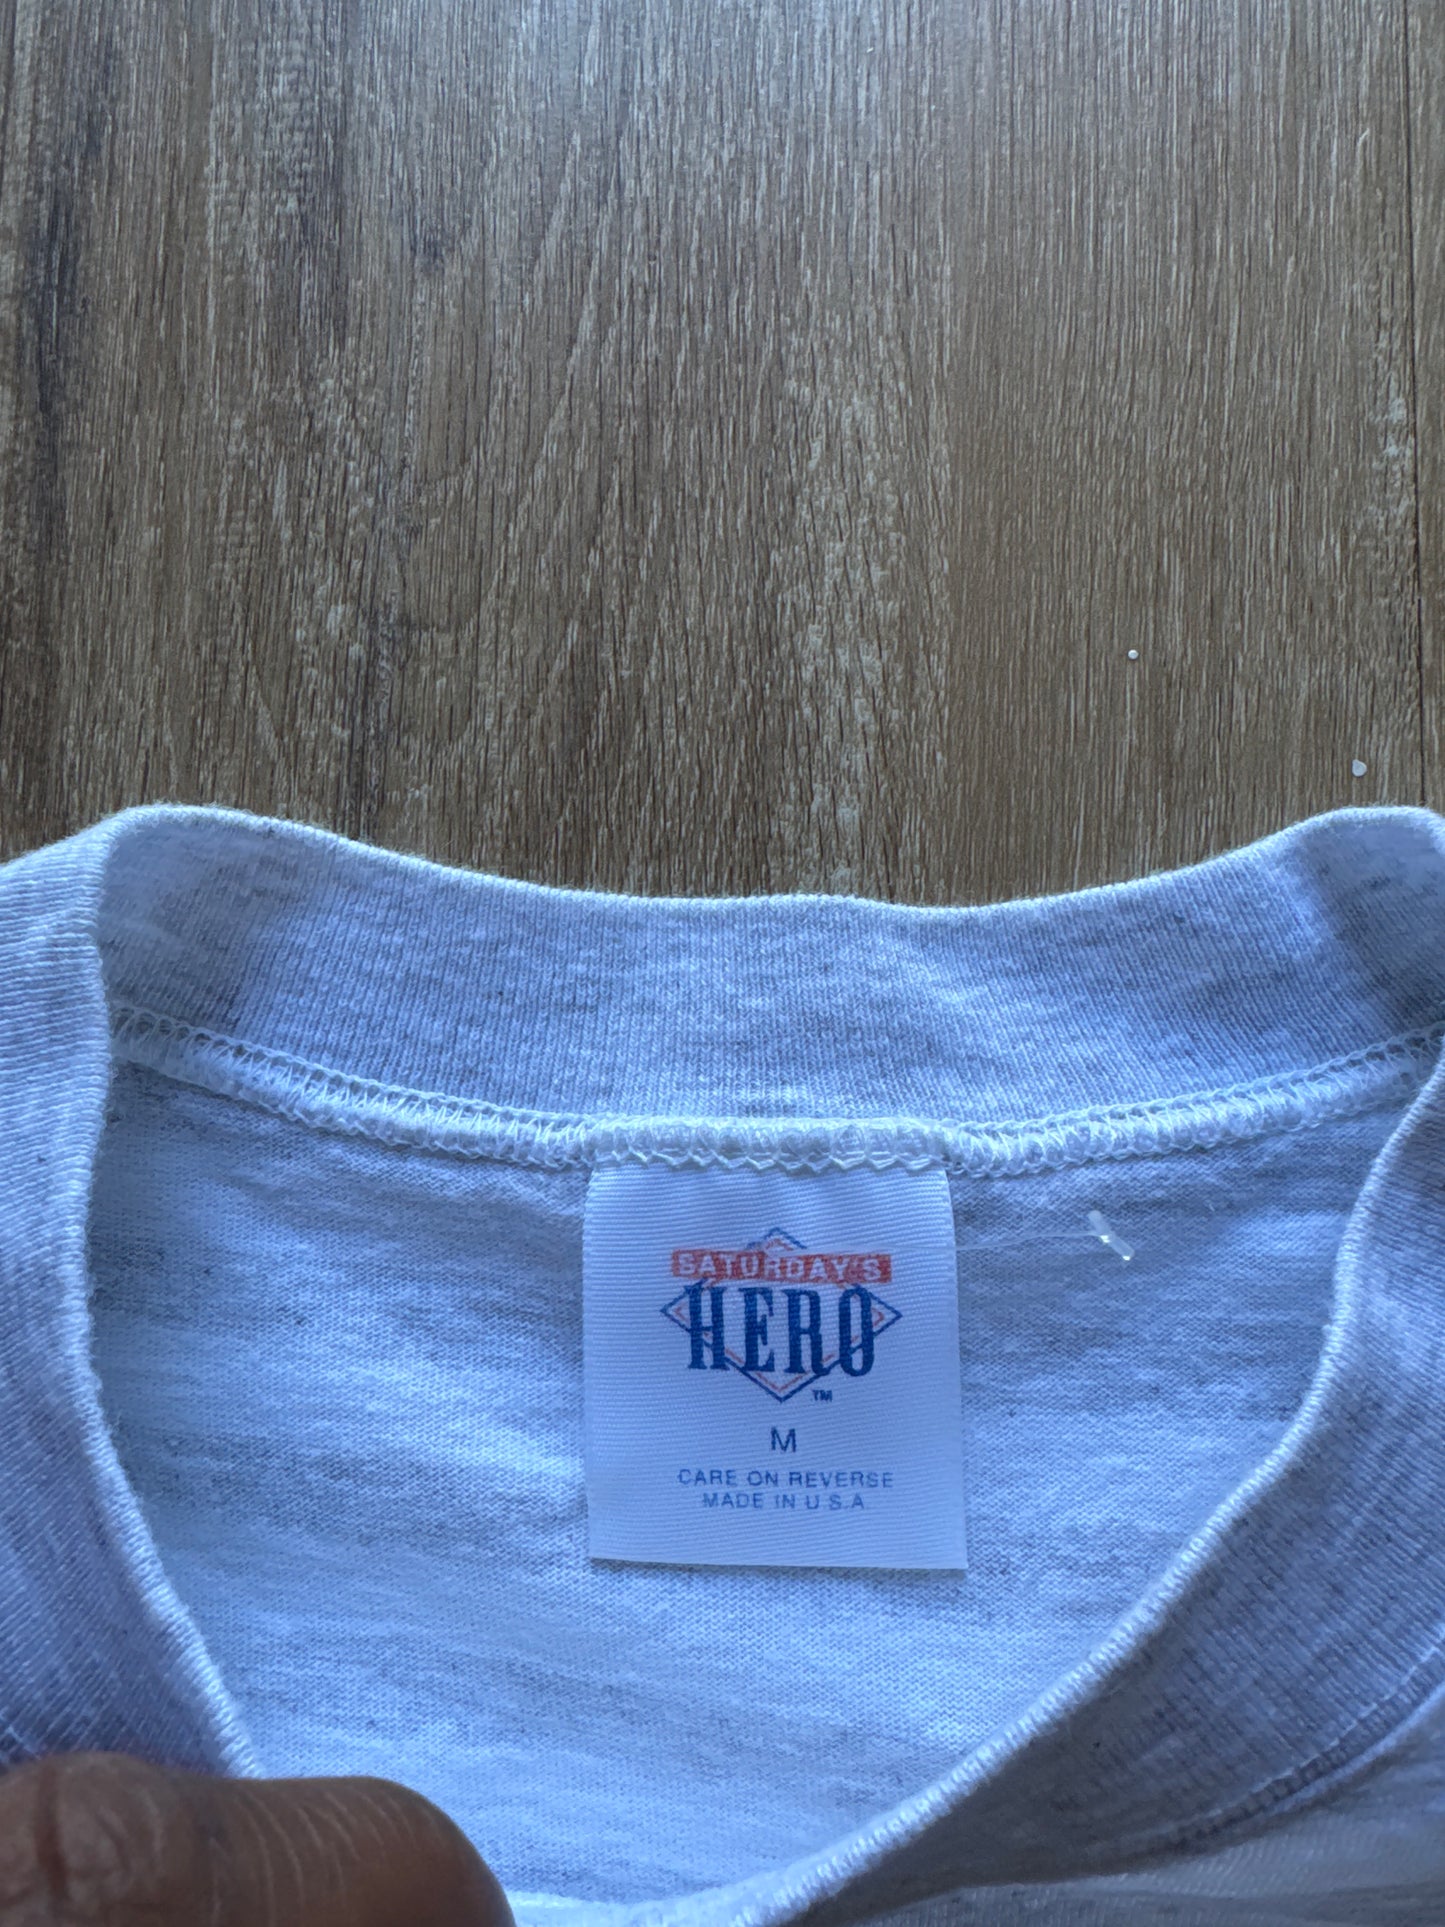 SATURDAY'S
HERO
TM
M
CARE ON REVERSE
MADE IN U.S.A